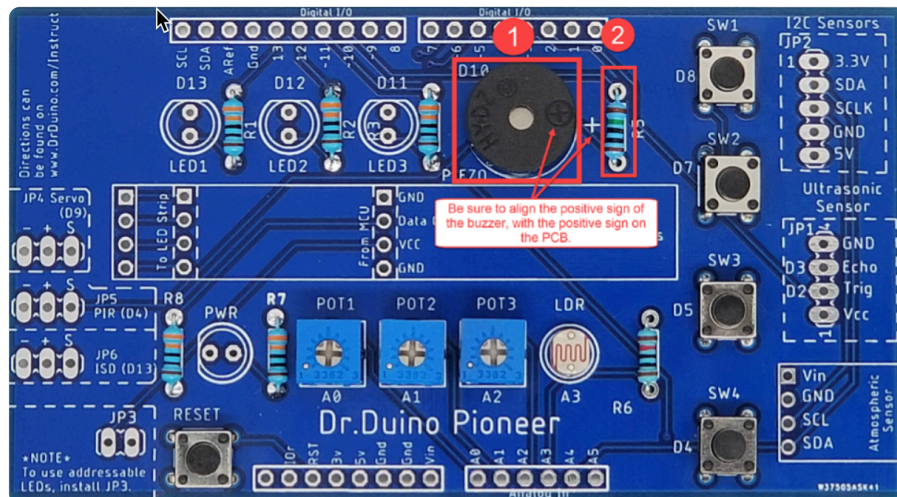 Digital I/O
Digital I/O
SCL
SDA
ARef
Gnd
13
12
~11
~10
~9
8
7
~6
~5
2
1
0
1
2
SW1
I2C Sensors
JP2
1
3.3V
SDA
SCLK
GND
5V
D13
D12
D11
D10
D8
Directions can
be found on
www.DrDuino.com/Instruct
R1
R2
R3
R5
LED1
LED2
LED3
PIEZO
+
SW2
D7
JP4 Servo
(D9)
- + S
To LED Strip
From MCU
GND
Data
VCC
GND
Be sure to align the positive sign of
the buzzer, with the positive sign on
the PCB.
Ultrasonic
Sensor
JP1
GND
D3
Echo
D2
Trig
Vcc
1
SW3
D5
- + S
JP5
PIR (D4)
R8
PWR
R7
POT1
POT2
POT3
LDR
- + S
JP6
ISD (D13)
A0
A1
A2
A3
R6
SW4
D4
Vin
GND
SCL
SDA
Atmospheric
Sensor
JP3
RESET
Dr.Duino Pioneer
*NOTE*
To use addressable
LEDs, install JP3.
IOr
RST
3v
5v
Gnd
Gnd
Vin
A0
A1
A2
A3
A4
A5
Analog In
W37505ASK41